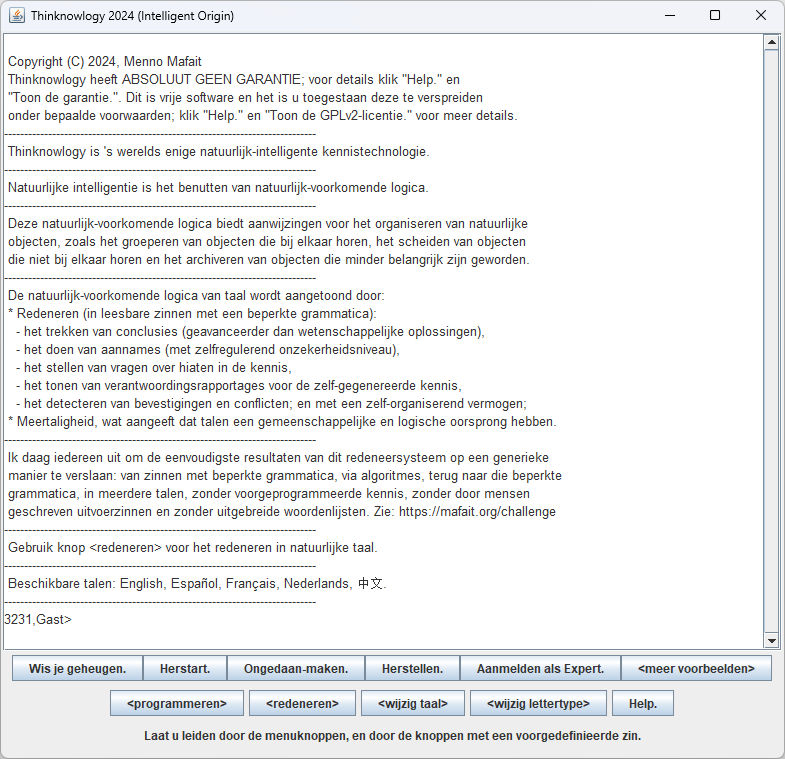 Thinknowlogy 2024 (Intelligent Origin)
Copyright (C) 2024, Menno Mafait
Thinknowlogy heeft ABSOLUUT GEEN GARANTIE; voor details klik "Help." en
"Toon de garantie.". Dit is vrije software en het is u toegestaan deze te verspreiden
onder bepaalde voorwaarden; klik "Help." en "Toon de GPLv2-licentie." voor meer details.
Thinknowlogy is 's werelds enige natuurlijk-intelligente kennistechnologie.
Natuurlijke intelligentie is het benutten van natuurlijk-voorkomende logica.
Deze natuurlijk-voorkomende logica biedt aanwijzingen voor het organiseren van natuurlijke
objecten, zoals het groeperen van objecten die bij elkaar horen, het scheiden van objecten
die niet bij elkaar horen en het archiveren van objecten die minder belangrijk zijn geworden.
De natuurlijk-voorkomende logica van taal wordt aangetoond door:
* Redeneren (in leesbare zinnen met een beperkte grammatica):
- het trekken van conclusies (geavanceerder dan wetenschappelijke oplossingen),
- het doen van aannames (met zelfregulerend onzekerheidsniveau),
- het stellen van vragen over hiaten in de kennis,
- het tonen van verantwoordingsrapportages voor de zelf-gegenereerde kennis,
- het detecteren van bevestigingen en conflicten; en met een zelf-organiserend vermogen;
* Meertaligheid, wat aangeeft dat talen een gemeenschappelijke en logische oorsprong hebben.
Ik daag iedereen uit om de eenvoudigste resultaten van dit redeneersysteem op een generieke
manier te verslaan: van zinnen met beperkte grammatica, via algoritmes, terug naar die beperkte
grammatica, in meerdere talen, zonder voorgeprogrammeerde kennis, zonder door mensen
geschreven uitvoerzinnen en zonder uitgebreide woordenlijsten. Zie: https://mafait.org/challenge
Gebruik knop <redeneren> voor het redeneren in natuurlijke taal.
Beschikbare talen: English, Español, Français, Nederlands, 中文.
3231,Gast>
Wis je geheugen. Herstart. Ongedaan-maken. Herstellen. Aanmelden als Expert. <meer voorbeelden>
<programmeren> <redeneren> <wijzig taal> <wijzig lettertype> Help.
Laat u leiden door de menuknoppen, en door de knoppen met een voorgedefinieerde zin.